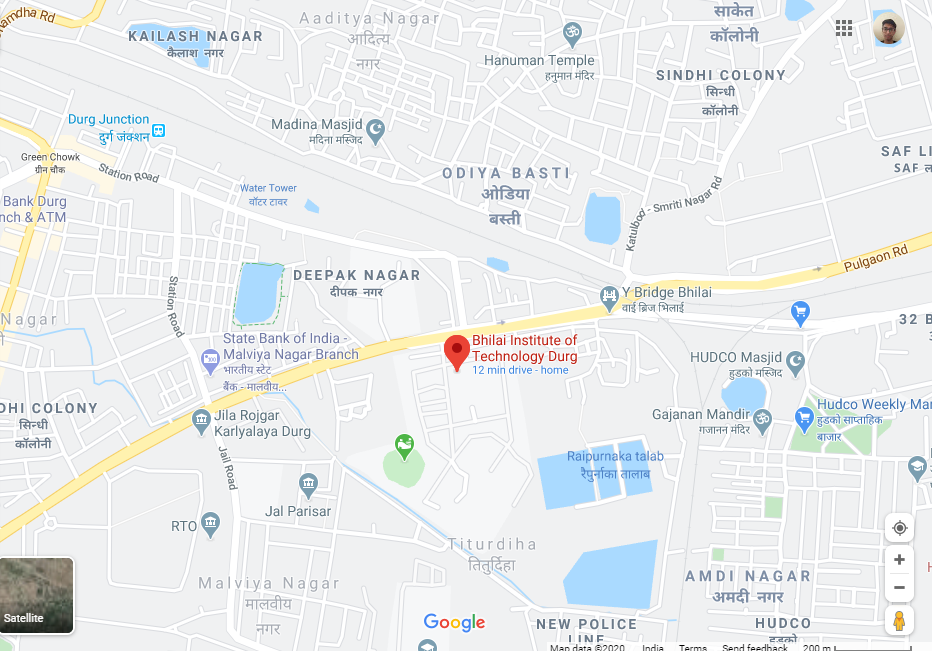 amdha Rd
KAILASH NAGAR
कैलाश नगर
Aaditya Nagar
आदित्य
नगर
साकेत
कॉलोनी
Hanuman Temple
हनुमान मंदिर
SINDHI COLONY
सिन्धी
कॉलोनी
Durg Junction
दुर्ग जंक्शन
Madina Masjid
मदिना मस्जिद
Green Chowk
ग्रीन चौक
Station Road
SAF LI
SAF ल
ODIYA BASTI
ओडिया
बस्ती
Water Tower
वॉटर टावर
Bank Durg
nch & ATM
Katulbod - Smriti Nagar Rd
Pulgaon Rd
DEEPAK NAGAR
दीपक नगर
Station Road
Y Bridge Bhilai
वाई ब्रिज भिलाई
Nagar
32 B
State Bank of India -
Malviya Nagar Branch
भारतीय स्टेट
बैंक - मालवीय...
Bhilai Institute of
Technology Durg
12 min drive - home
HUDCO Masjid
हुडको मस्जिद
DHI COLONY
सिन्धी
कॉलोनी
Jila Rojgar
Karlyalaya Durg
Gajanan Mandir
गजानन मंदिर
Hudco Weekly Mar
हुडको साप्ताहिक
बाजार
Jail Road
Raipurnaka talab
रैपुर्नाका तालाब
Jal Parisar
RTO
Titurdiha
तितुर्दिहा
Malviya Nagar
मालवीय
नगर
AMDI NAGAR
अमदी नगर
Satellite
Google
NEW POLICE
LINE
HUDCO
हुडको
Map data ©2020 India Terms Send feedback 200 m